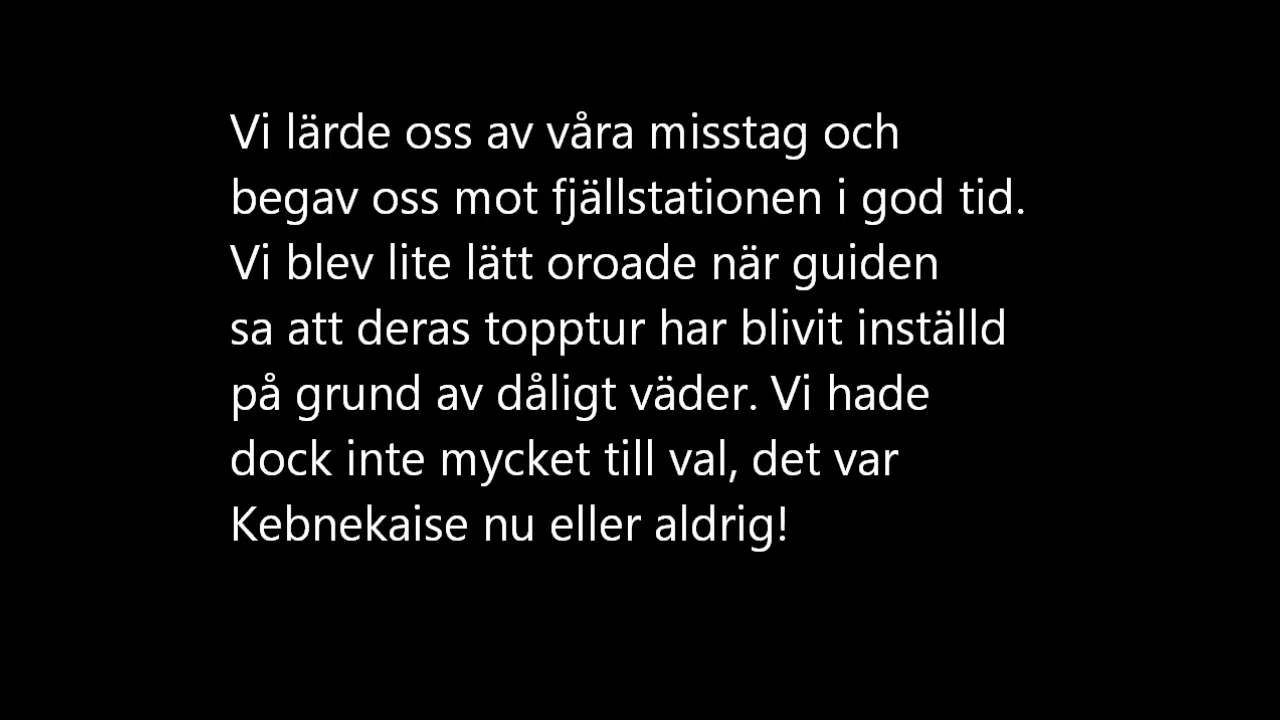 Vi lärde oss av våra misstag och
begav oss mot fjällstationen i god tid.
Vi blev lite lätt oroade när guiden
sa att deras topptur har blivit inställd
på grund av dåligt väder. Vi hade
dock inte mycket till val, det var
Kebnekaise nu eller aldrig!